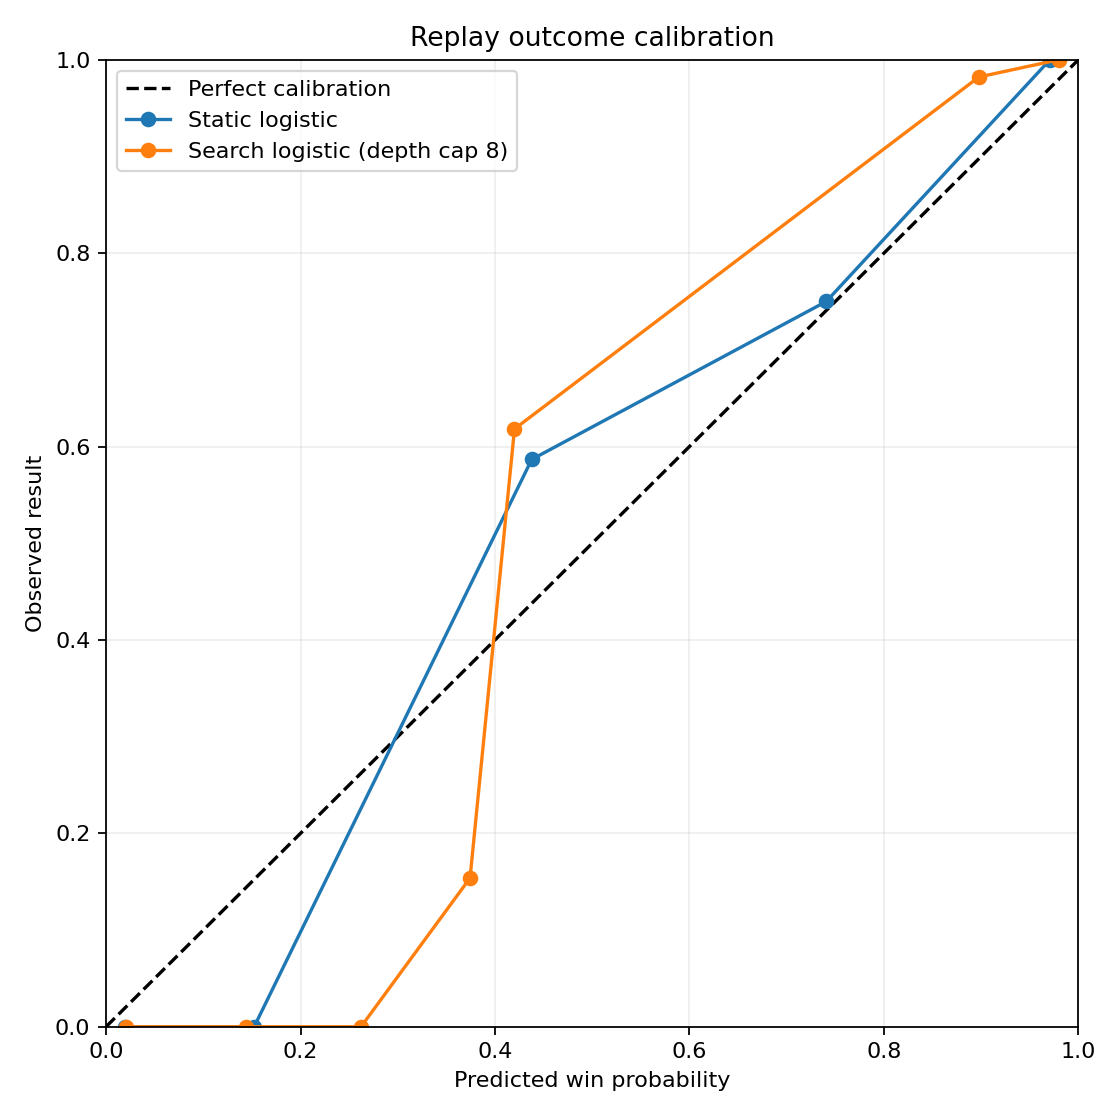 Replay outcome calibration
Perfect calibration
Static logistic
Search logistic (depth cap 8)
Observed result
1.0
0.8
0.6
0.4
0.2
0.0
0.0 0.2 0.4 0.6 0.8 1.0
Predicted win probability